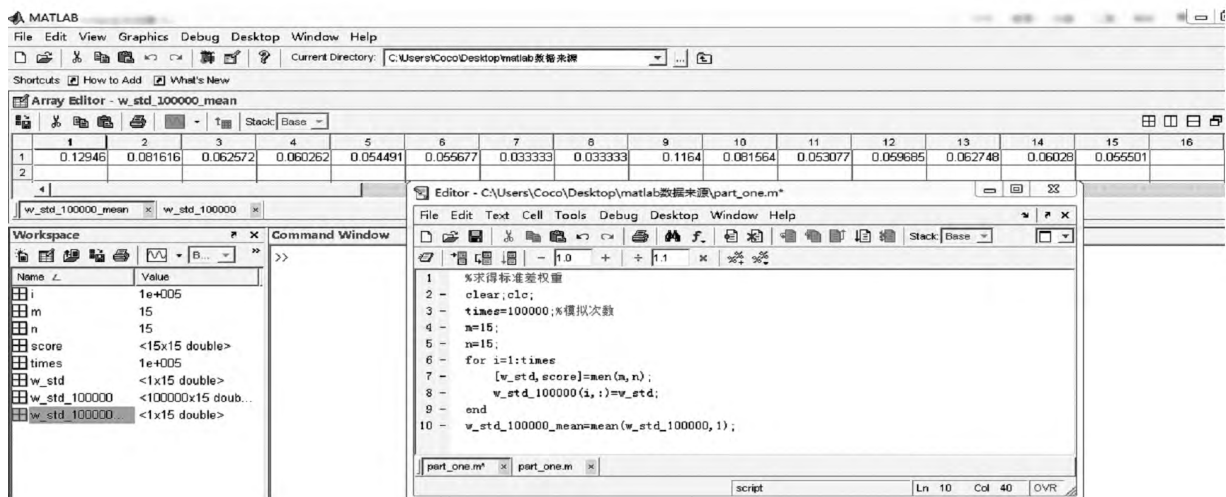 MATLAB
File Edit View Graphics Debug Desktop Window Help
Current Directory: C:\Users\Coco\Desktop\matlab数据来源
Shortcuts How to Add What's New
Array Editor - w_std_100000_mean
Stack: Base
1 2 3 4 5 6 7 8 9 10 11 12 13 14 15 16
1 0.12946 0.081616 0.062572 0.060262 0.054491 0.055677 0.033333 0.033333 0.1164 0.081564 0.053077 0.059685 0.062748 0.06028 0.055501
2
w_std_100000_mean × w_std_100000 ×
Workspace
Name Value
i 1e+005
m 15
n 15
score <15x15 double>
times 1e+005
w_std <1x15 double>
w_std_100000 <100000x15 doub...
w_std_100000... <1x15 double>
Command Window
>>
Editor - C:\Users\Coco\Desktop\matlab数据来源\part_one.m*
File Edit Text Cell Tools Debug Desktop Window Help
Stack: Base
- 1.0 + ÷ 1.1 ×
1 %求得标准差权重
2 - clear;clc;
3 - times=100000;%模拟次数
4 - m=15;
5 - n=15;
6 - for i=1:times
7 - [w_std,score]=men(m,n);
8 - w_std_100000(i,:)=w_std;
9 - end
10 - w_std_100000_mean=mean(w_std_100000,1);
part_one.m* × part_one.m ×
script Ln 10 Col 40 OVR